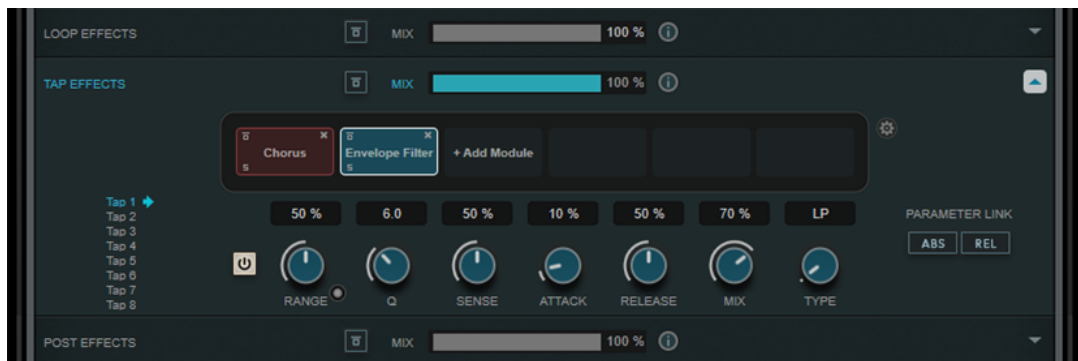 LOOP EFFECTS MIX 100 %
TAP EFFECTS MIX 100 %
Chorus
S
Envelope Filter
S
+ Add Module
Tap 1
Tap 2
Tap 3
Tap 4
Tap 5
Tap 6
Tap 7
Tap 8
50 % 6.0 50 % 10 % 50 % 70 % LP
RANGE Q SENSE ATTACK RELEASE MIX TYPE
PARAMETER LINK
ABS REL
POST EFFECTS MIX 100 %